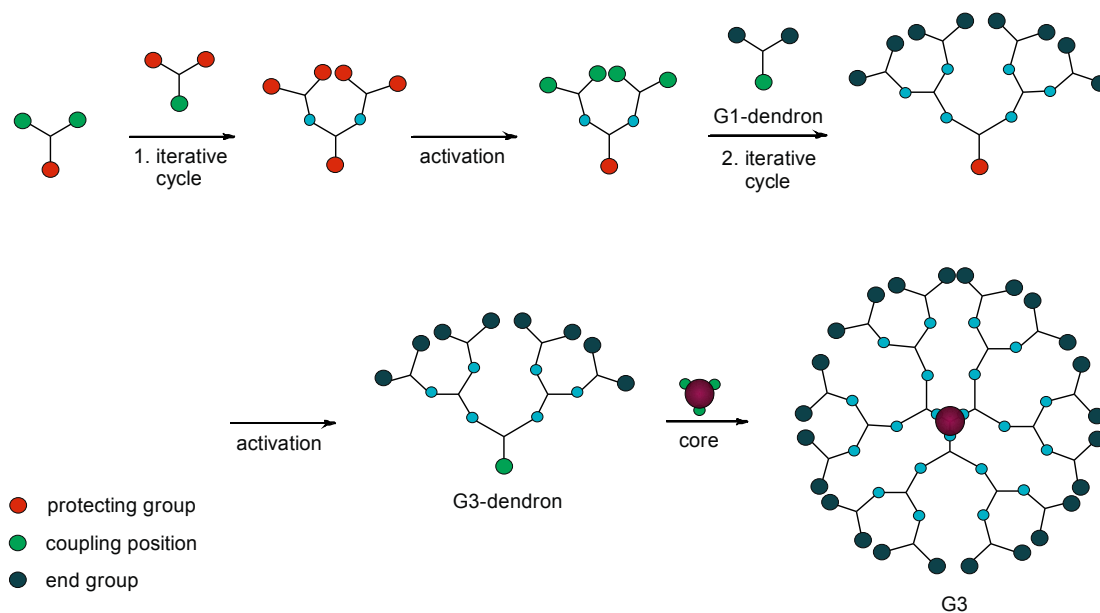 1. iterative
cycle
activation
G1-dendron
2. iterative
cycle
activation
G3-dendron
core
G3
protecting group
coupling position
end group